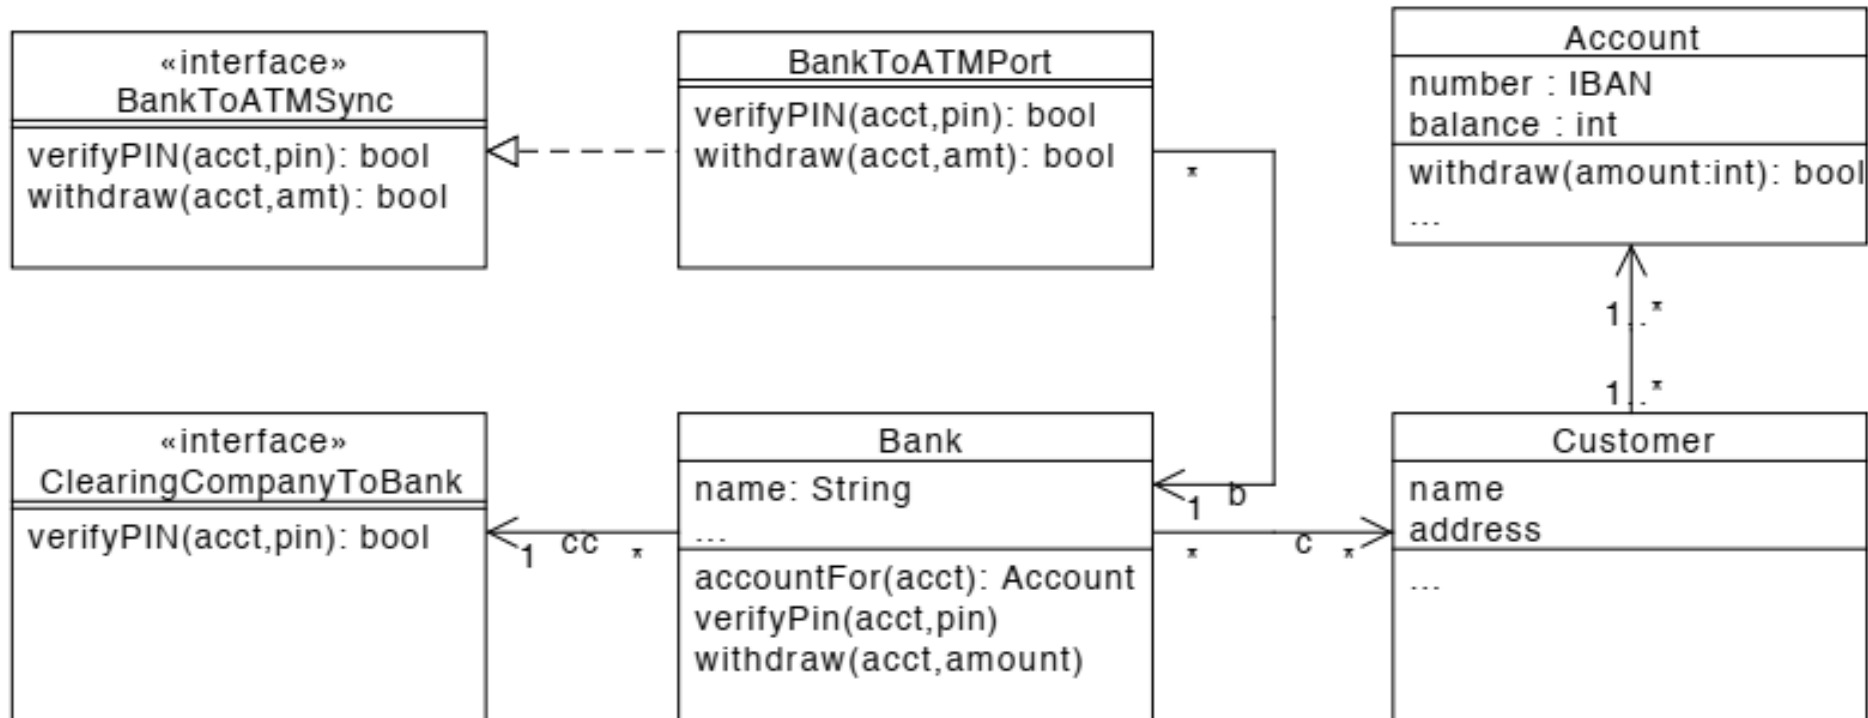 «interface»
BankToATMSync
verifyPIN(acct,pin): bool
withdraw(acct,amt): bool
BankToATMPort
verifyPIN(acct,pin): bool
withdraw(acct,amt): bool
*
Account
number : IBAN
balance : int
withdraw(amount:int): bool
...
1..*
1..*
«interface»
ClearingCompanyToBank
verifyPIN(acct,pin): bool
1 cc *
Bank
name: String
...
accountFor(acct): Account
verifyPin(acct,pin)
withdraw(acct,amount)
1 b
* c *
Customer
name
address
...